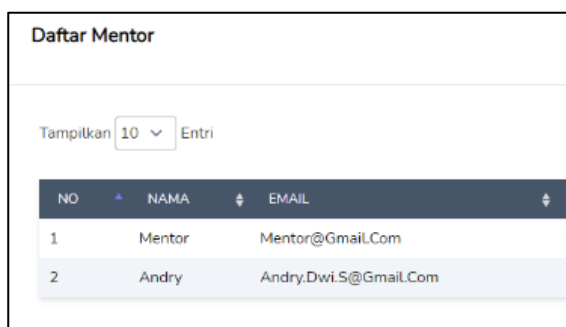 Daftar Mentor
Tampilkan 10 Entri
NO NAMA EMAIL
1 Mentor Mentor@Gmail.Com
2 Andry Andry.Dwi.S@Gmail.Com